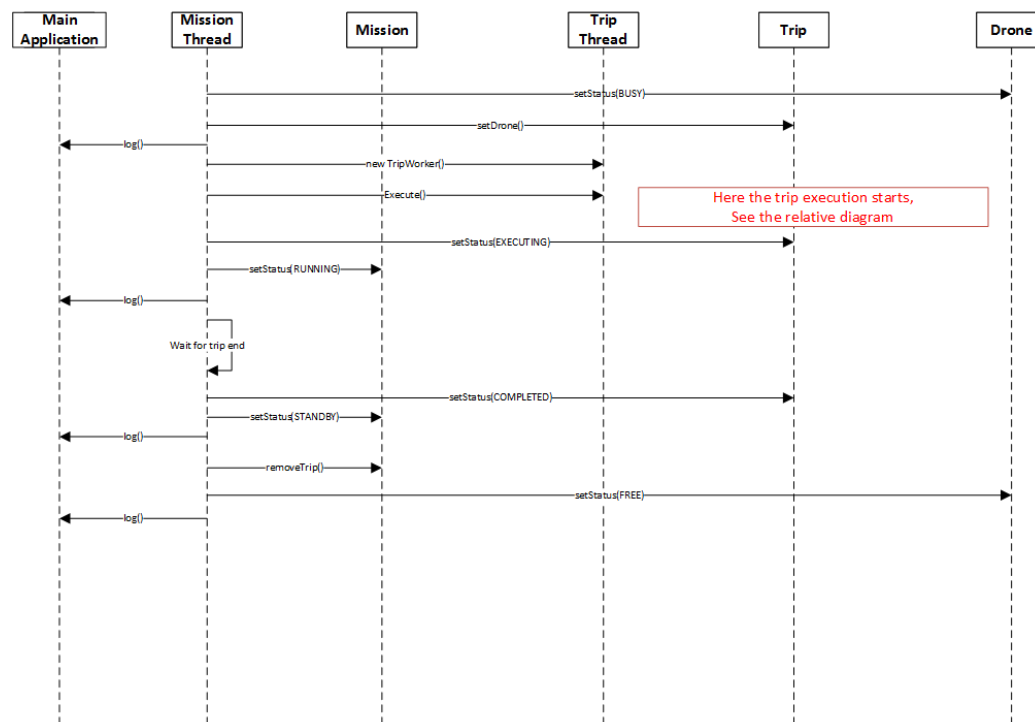 Main
Application
Mission
Thread
Mission
Trip
Thread
Trip
Drone
setStatus(BUSY)
setDrone()
log()
new TripWorker()
Execute()
Here the trip execution starts,
See the relative diagram
setStatus(EXECUTING)
setStatus(RUNNING)
log()
Wait for trip end
setStatus(COMPLETED)
setStatus(STANDBY)
log()
removeTrip()
setStatus(FREE)
log()